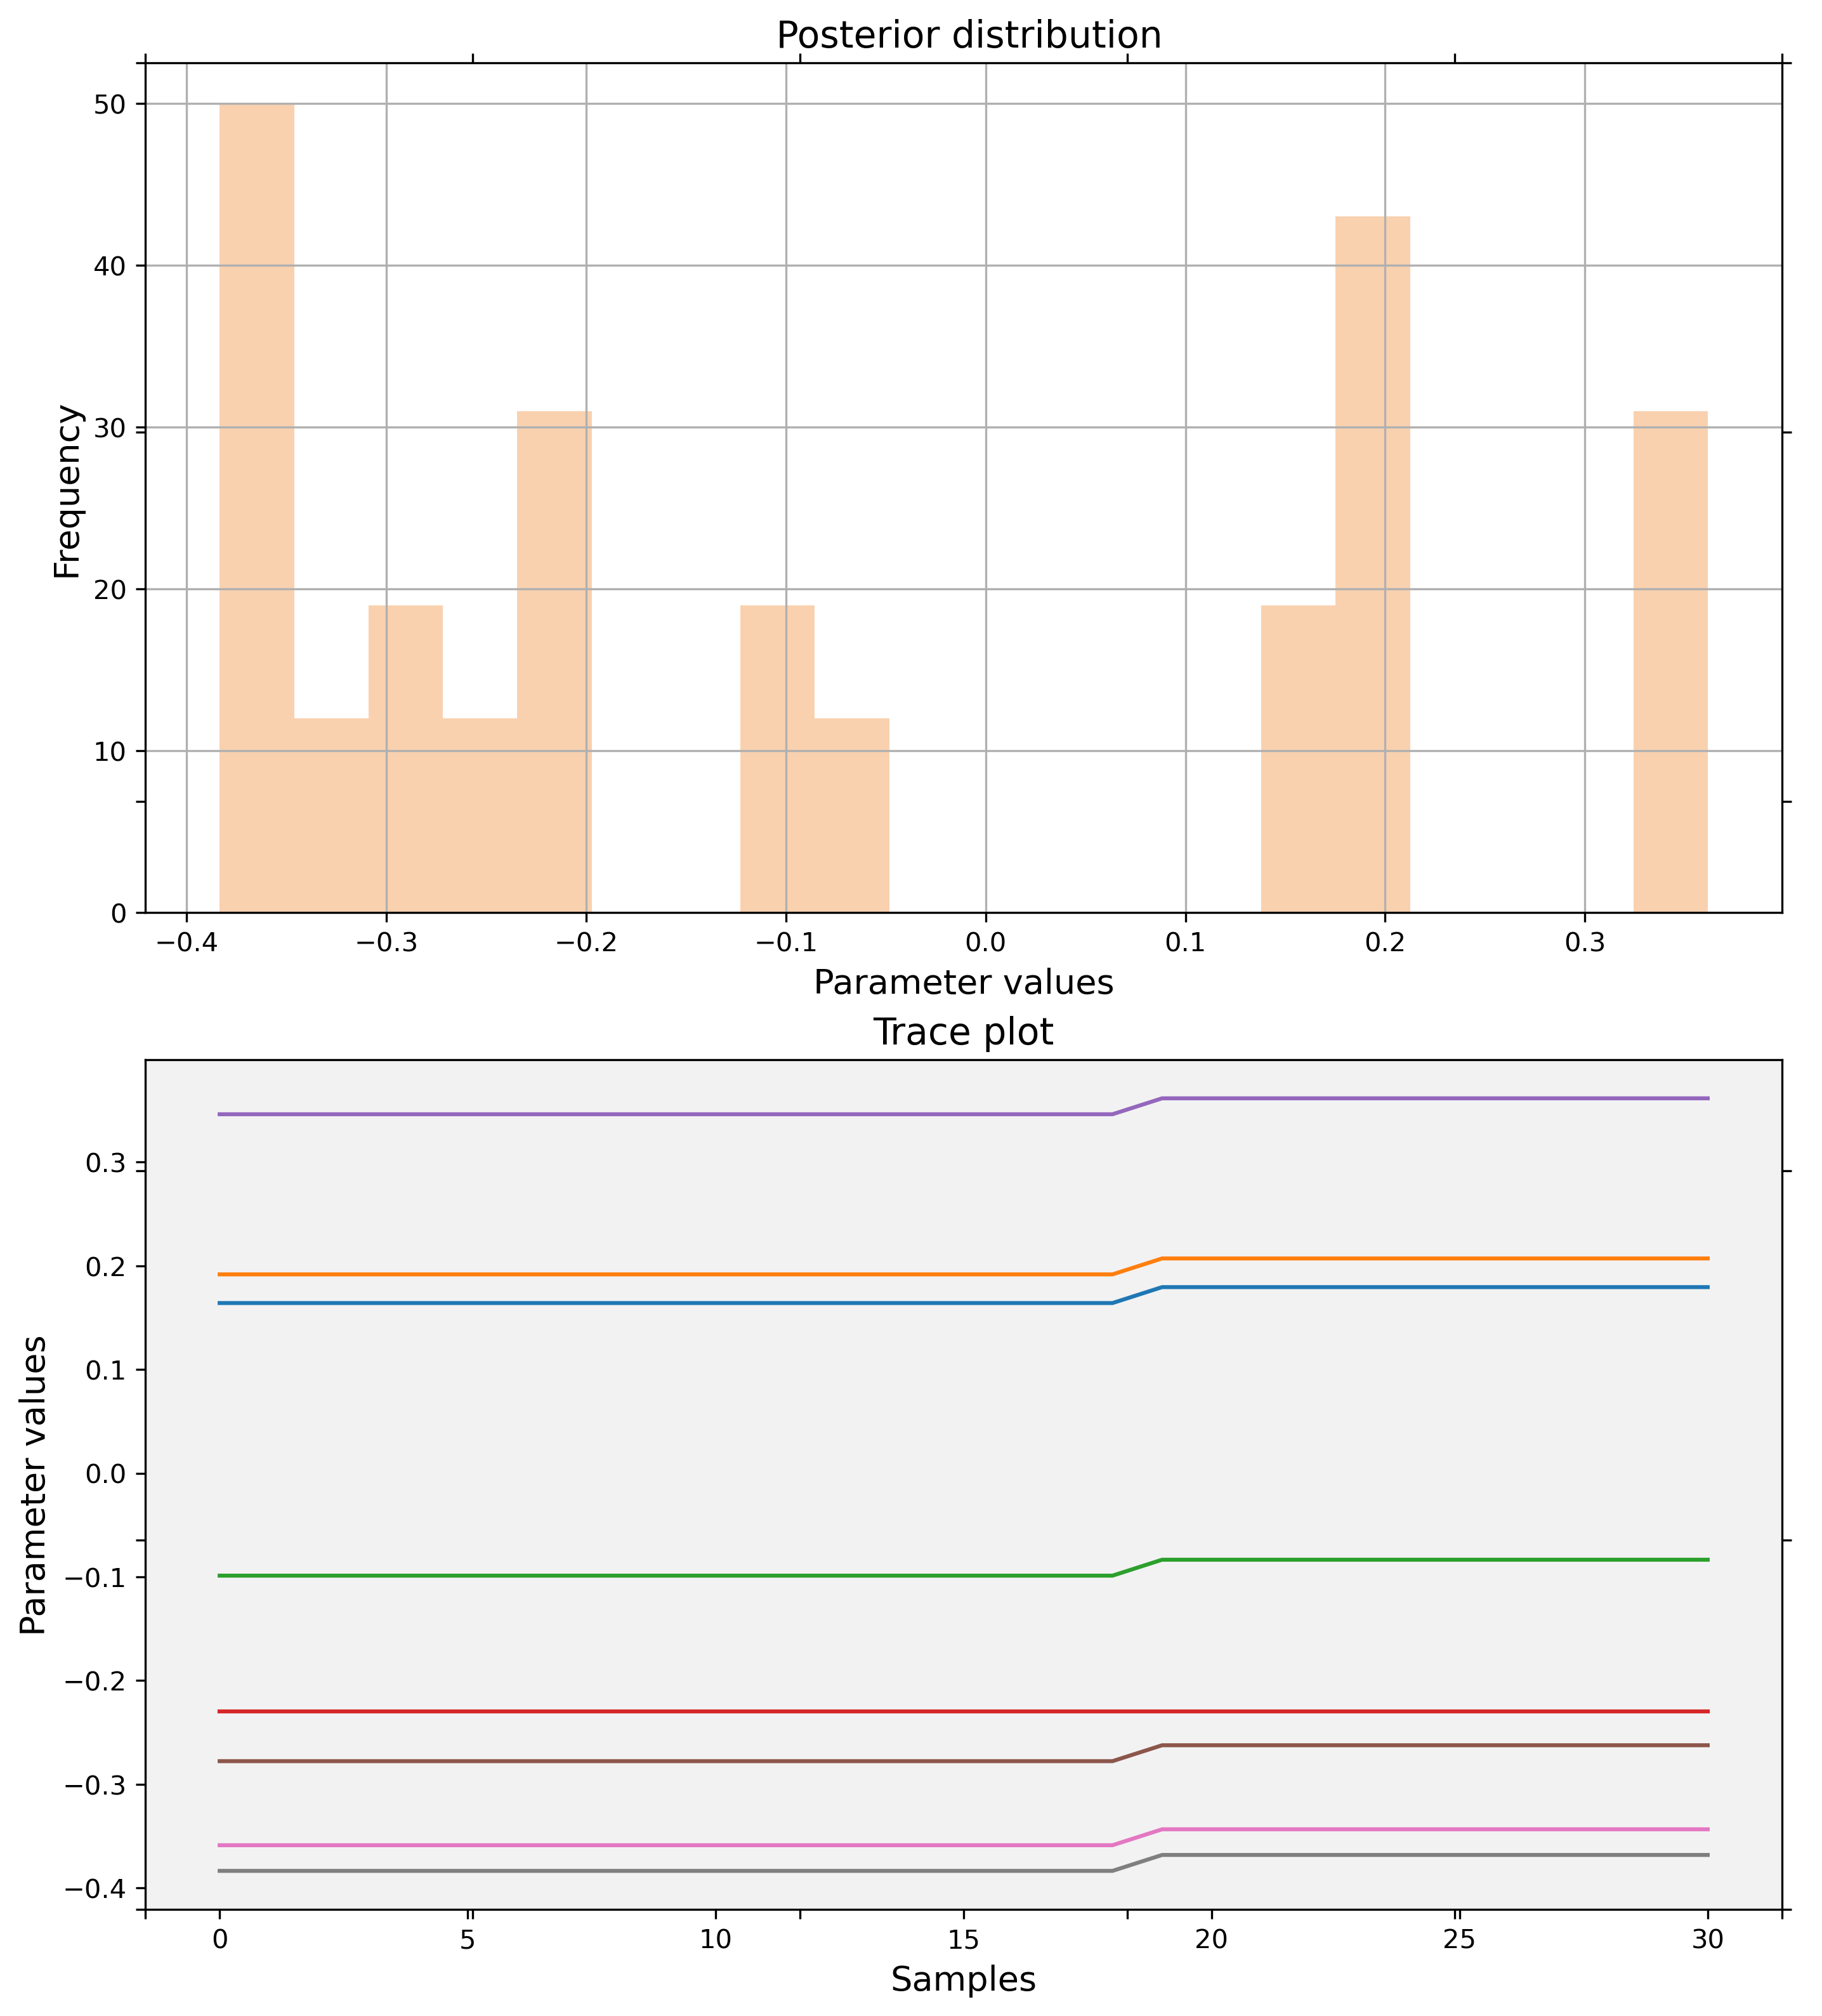 Posterior distribution
50
40
30
20
10
0
Frequency
−0.4 −0.3 −0.2 −0.1 0.0 0.1 0.2 0.3
Parameter values
Trace plot
0.3
0.2
0.1
0.0
−0.1
−0.2
−0.3
−0.4
Parameter values
0 5 10 15 20 25 30
Samples